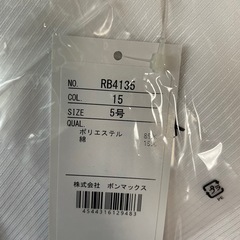 NO. RB4135
COL. 15
SIZE 5号
QUAL
ポリエステル
綿
株式会社 ボンマックス
4544316129483